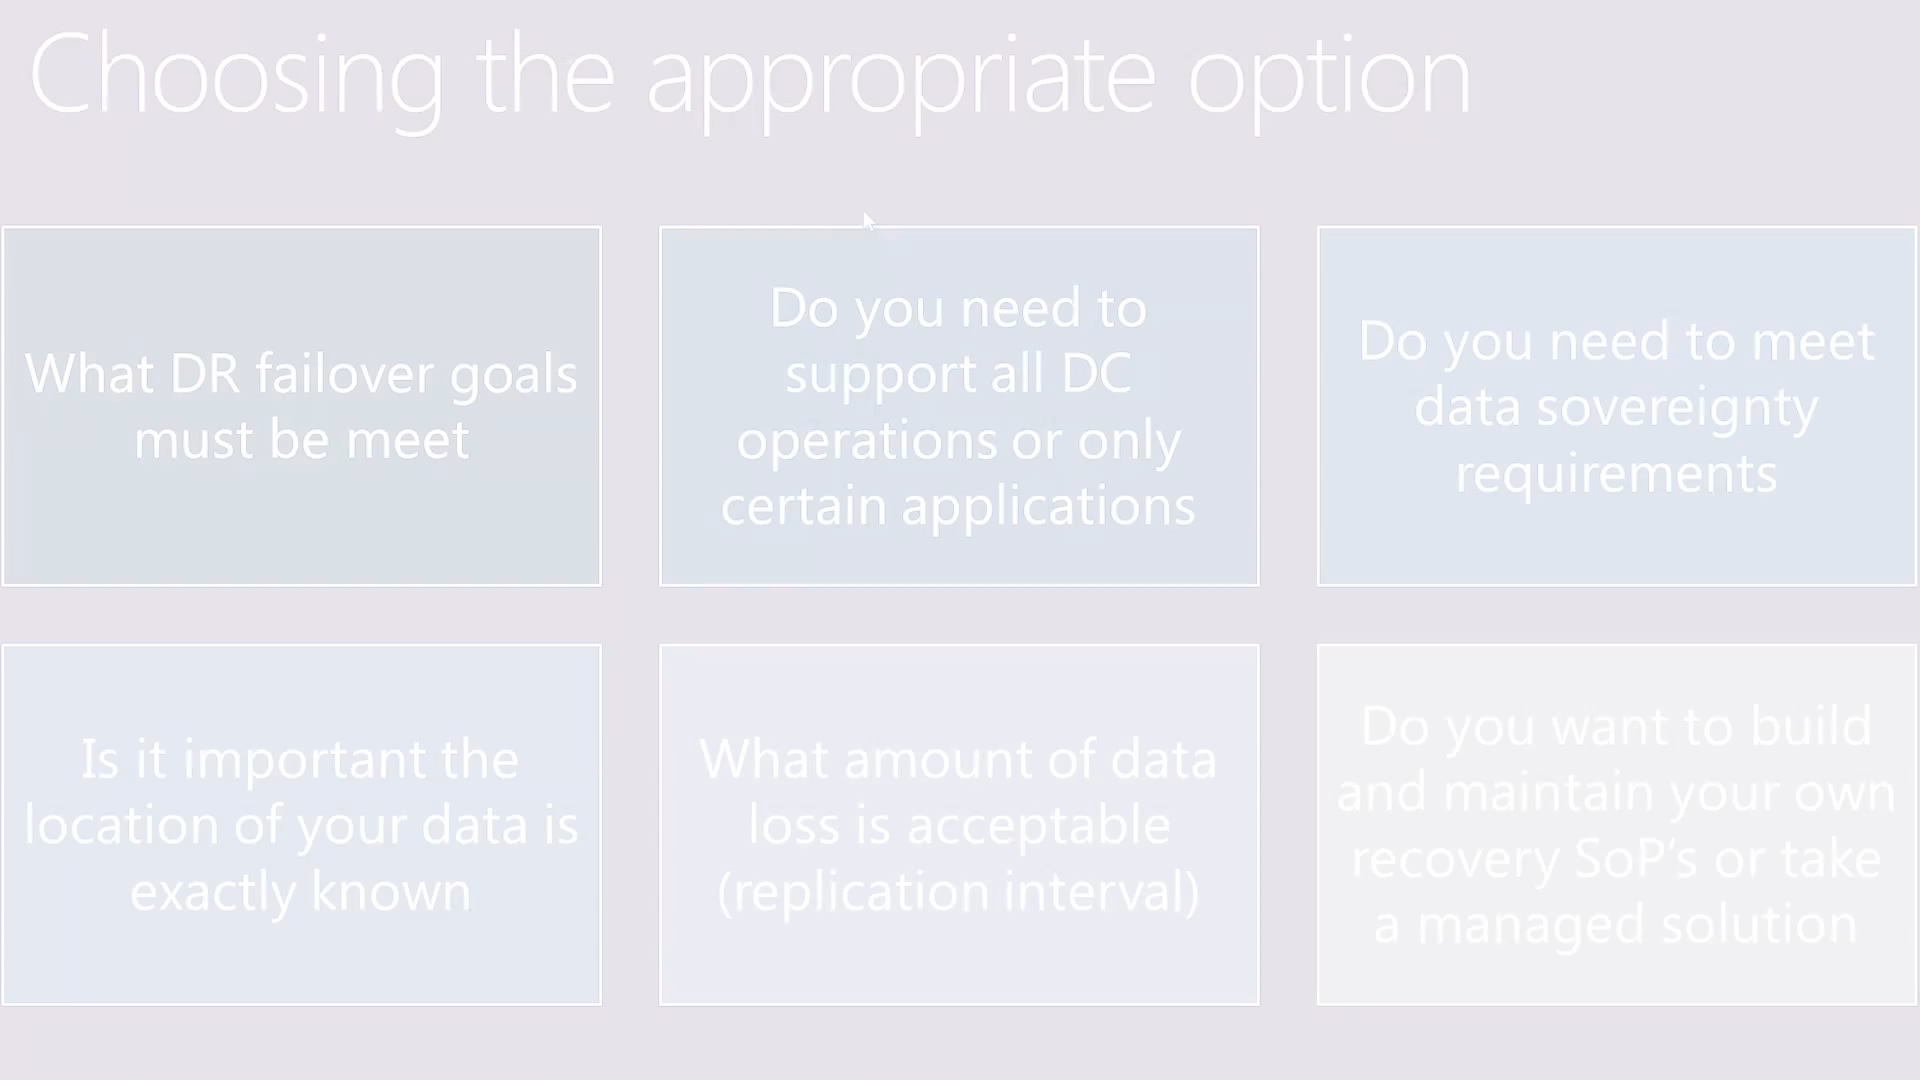 Choosing the appropriate option
What DR failover goals
must be meet
Do you need to
support all DC
operations or only
certain applications
Do you need to meet
data sovereignty
requirements
Is it important the
location of your data is
exactly known
What amount of data
loss is acceptable
(replication interval)
Do you want to build
and maintain your own
recovery SoP's or take
a managed solution